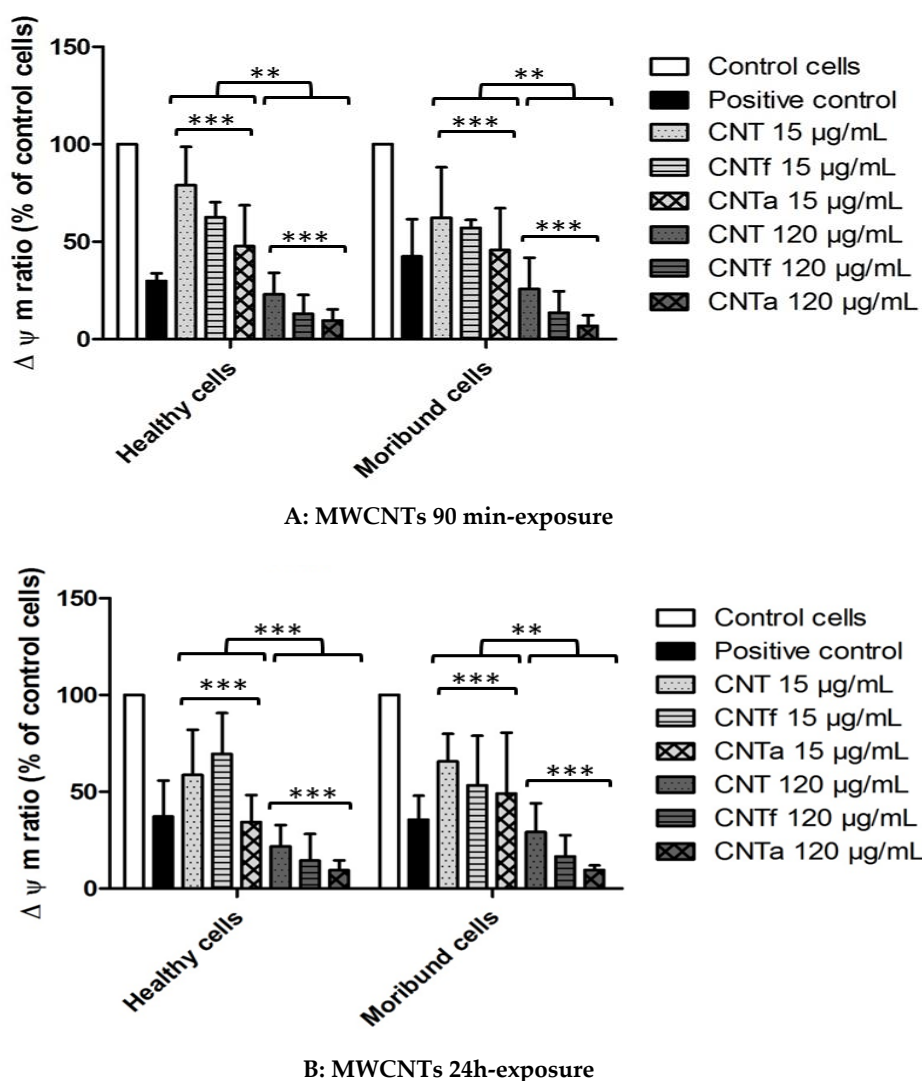 Δ ψ m ratio (% of control cells)
150
100
50
0
**
**
***
***
***
***
Healthy cells
Moribund cells
Control cells
Positive control
CNT 15 µg/mL
CNTf 15 µg/mL
CNTa 15 µg/mL
CNT 120 µg/mL
CNTf 120 µg/mL
CNTa 120 µg/mL
A: MWCNTs 90 min-exposure
Δ ψ m ratio (% of control cells)
150
100
50
0
***
**
***
***
***
***
Healthy cells
Moribund cells
Control cells
Positive control
CNT 15 µg/mL
CNTf 15 µg/mL
CNTa 15 µg/mL
CNT 120 µg/mL
CNTf 120 µg/mL
CNTa 120 µg/mL
B: MWCNTs 24h-exposure